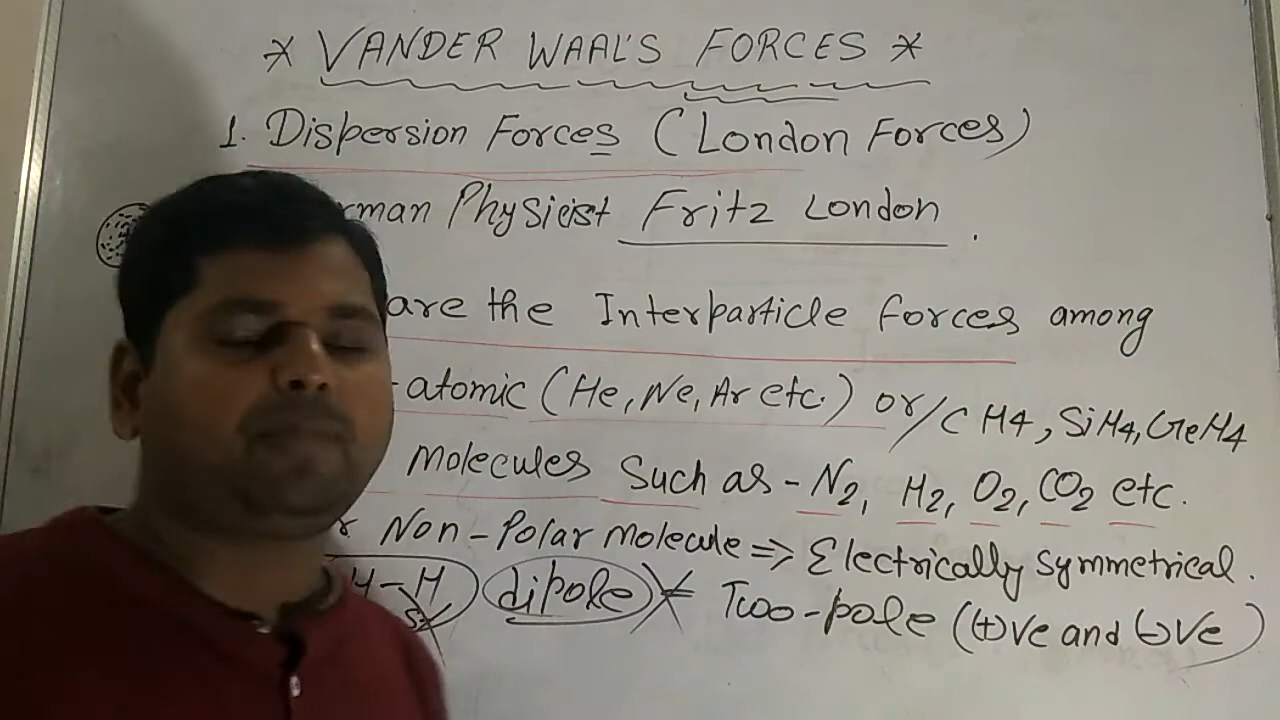 * VANDER WAAL'S FORCES *
1. Dispersion Forces (London Forces)
Physicist Fritz London.
are the Interparticle forces among
-atomic (He, Ne, Ar etc.) or/CH4, SiH4, GeH4
Molecules Such as - N2, H2, O2, CO2 etc.
Non-Polar Molecule => Electrically Symmetrical.
H-H dipole Two-pole (+ve and (-)ve)